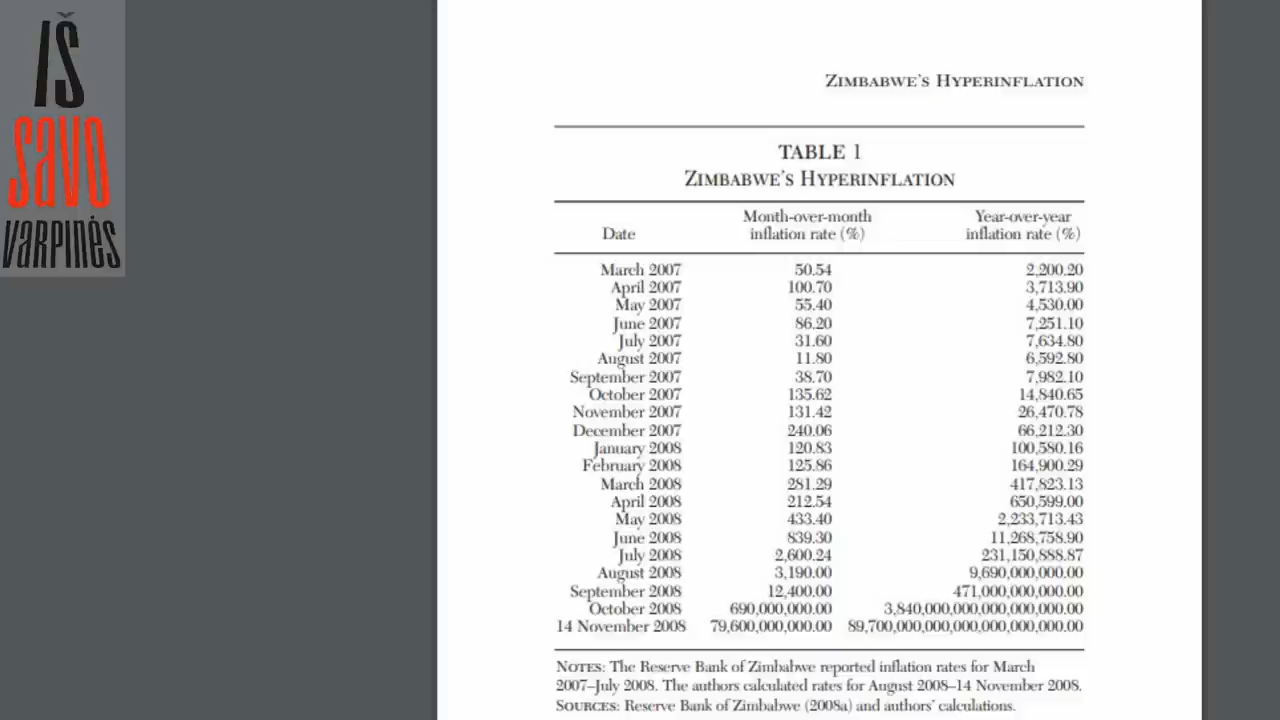 IŠ
SAVO
VARPINĖS
ZIMBABWE'S HYPERINFLATION
TABLE 1
ZIMBABWE'S HYPERINFLATION
Date Month-over-month inflation rate (%) Year-over-year inflation rate (%)
March 2007 50.54 2,200.20
April 2007 100.70 3,713.90
May 2007 55.40 4,530.00
June 2007 86.20 7,251.10
July 2007 31.60 7,634.80
August 2007 11.80 6,592.80
September 2007 38.70 7,982.10
October 2007 135.62 14,840.65
November 2007 131.42 26,470.78
December 2007 240.06 66,212.30
January 2008 120.83 100,580.16
February 2008 125.86 164,900.29
March 2008 281.29 417,823.13
April 2008 212.54 650,599.00
May 2008 433.40 2,233,713.43
June 2008 839.30 11,268,758.90
July 2008 2,600.24 231,150,888.87
August 2008 3,190.00 9,690,000,000.00
September 2008 12,400.00 471,000,000,000.00
October 2008 690,000,000.00 3,840,000,000,000,000,000.00
14 November 2008 79,600,000,000.00 89,700,000,000,000,000,000,000.00
NOTES: The Reserve Bank of Zimbabwe reported inflation rates for March
2007–July 2008. The authors calculated rates for August 2008–14 November 2008.
SOURCES: Reserve Bank of Zimbabwe (2008a) and authors' calculations.